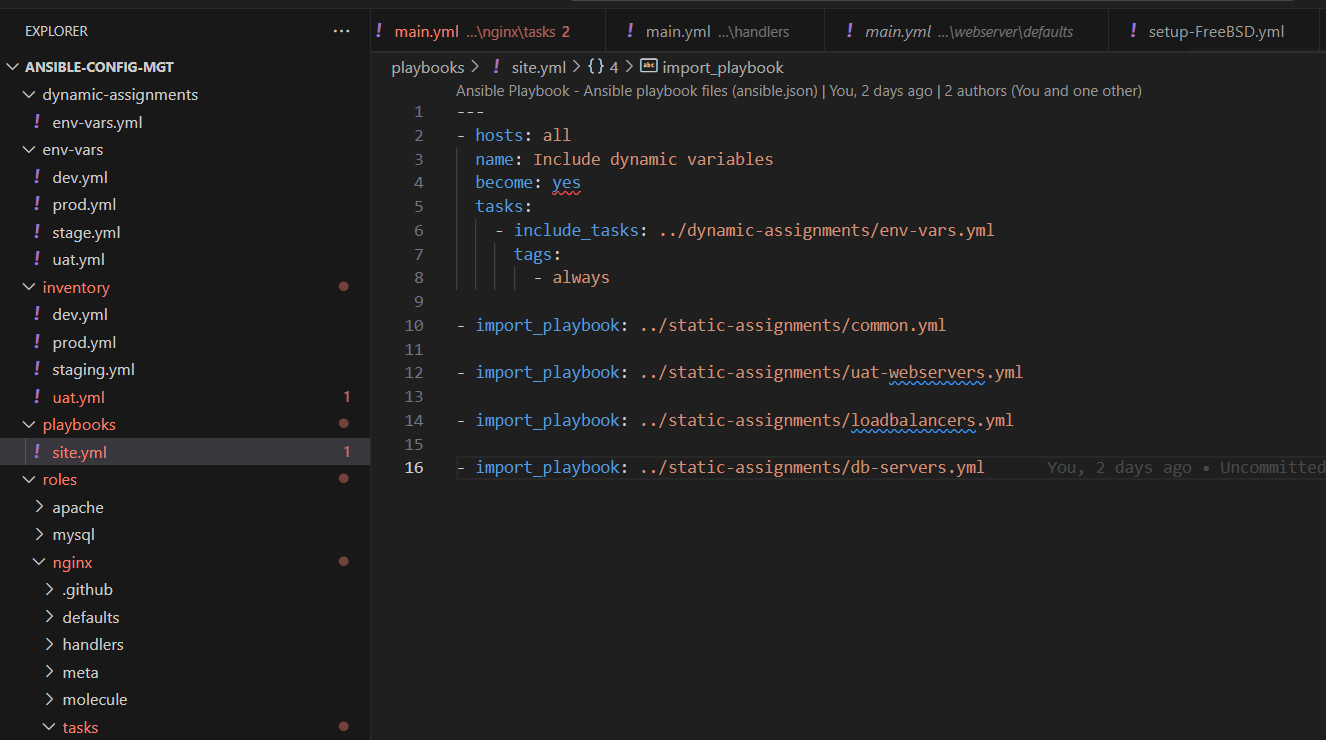 EXPLORER
ANSIBLE-CONFIG-MGT
dynamic-assignments
! env-vars.yml
env-vars
! dev.yml
! prod.yml
! stage.yml
! uat.yml
inventory
! dev.yml
! prod.yml
! staging.yml
! uat.yml 1
playbooks
! site.yml 1
roles
apache
mysql
nginx
.github
defaults
handlers
meta
molecule
tasks
! main.yml ...\nginx\tasks 2 ! main.yml ...\handlers ! main.yml ...\webserver\defaults ! setup-FreeBSD.yml
playbooks > ! site.yml > {} 4 > abc import_playbook
Ansible Playbook - Ansible playbook files (ansible.json) | You, 2 days ago | 2 authors (You and one other)
1 ---
2 - hosts: all
3 name: Include dynamic variables
4 become: yes
5 tasks:
6 - include_tasks: ../dynamic-assignments/env-vars.yml
7 tags:
8 - always
9
10 - import_playbook: ../static-assignments/common.yml
11
12 - import_playbook: ../static-assignments/uat-webservers.yml
13
14 - import_playbook: ../static-assignments/loadbalancers.yml
15
16 - import_playbook: ../static-assignments/db-servers.yml You, 2 days ago • Uncommitted